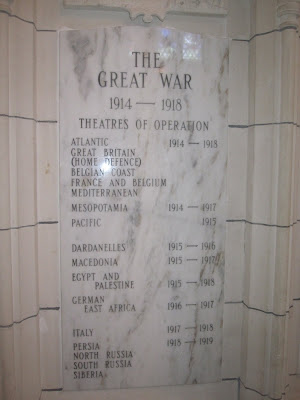 THE
GREAT WAR
1914 — 1918
THEATRES OF OPERATION
ATLANTIC 1914 — 1918
GREAT BRITAIN
(HOME DEFENCE)
BELGIAN COAST
FRANCE AND BELGIUM
MEDITERRANEAN
MESOPOTAMIA 1914 — 1917
PACIFIC 1915
DARDANELLES 1915 — 1916
MACEDONIA 1915 — 1917
EGYPT AND
PALESTINE 1915 — 1918
GERMAN
EAST AFRICA 1916 — 1917
ITALY 1917 — 1918
PERSIA 1918 — 1919
NORTH RUSSIA
SOUTH RUSSIA
SIBERIA